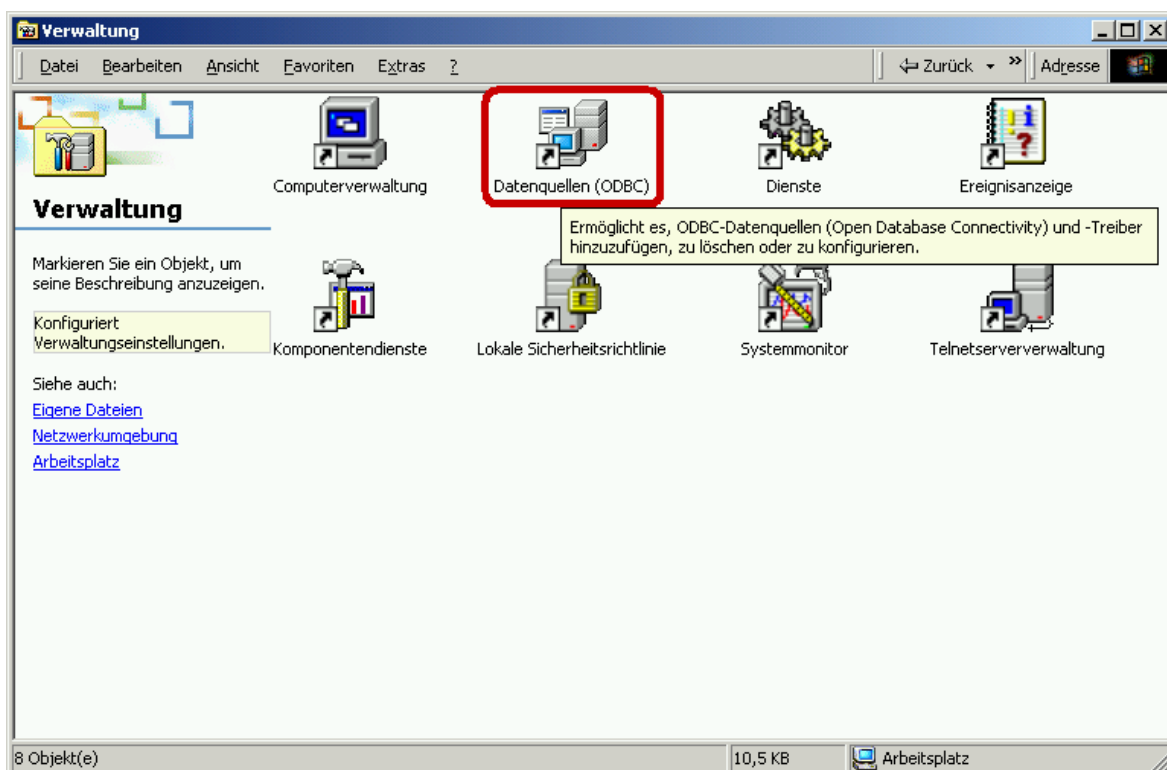 Verwaltung
Datei Bearbeiten Ansicht Favoriten Extras ? Zurück » Adresse
Verwaltung
Markieren Sie ein Objekt, um
seine Beschreibung anzuzeigen.
Konfiguriert
Verwaltungseinstellungen.
Siehe auch:
Eigene Dateien
Netzwerkumgebung
Arbeitsplatz
Computerverwaltung
Datenquellen (ODBC)
Dienste
Ereignisanzeige
Ermöglicht es, ODBC-Datenquellen (Open Database Connectivity) und -Treiber
hinzuzufügen, zu löschen oder zu konfigurieren.
Komponentendienste
Lokale Sicherheitsrichtlinie
Systemmonitor
Telnetserververwaltung
8 Objekt(e) 10,5 KB Arbeitsplatz